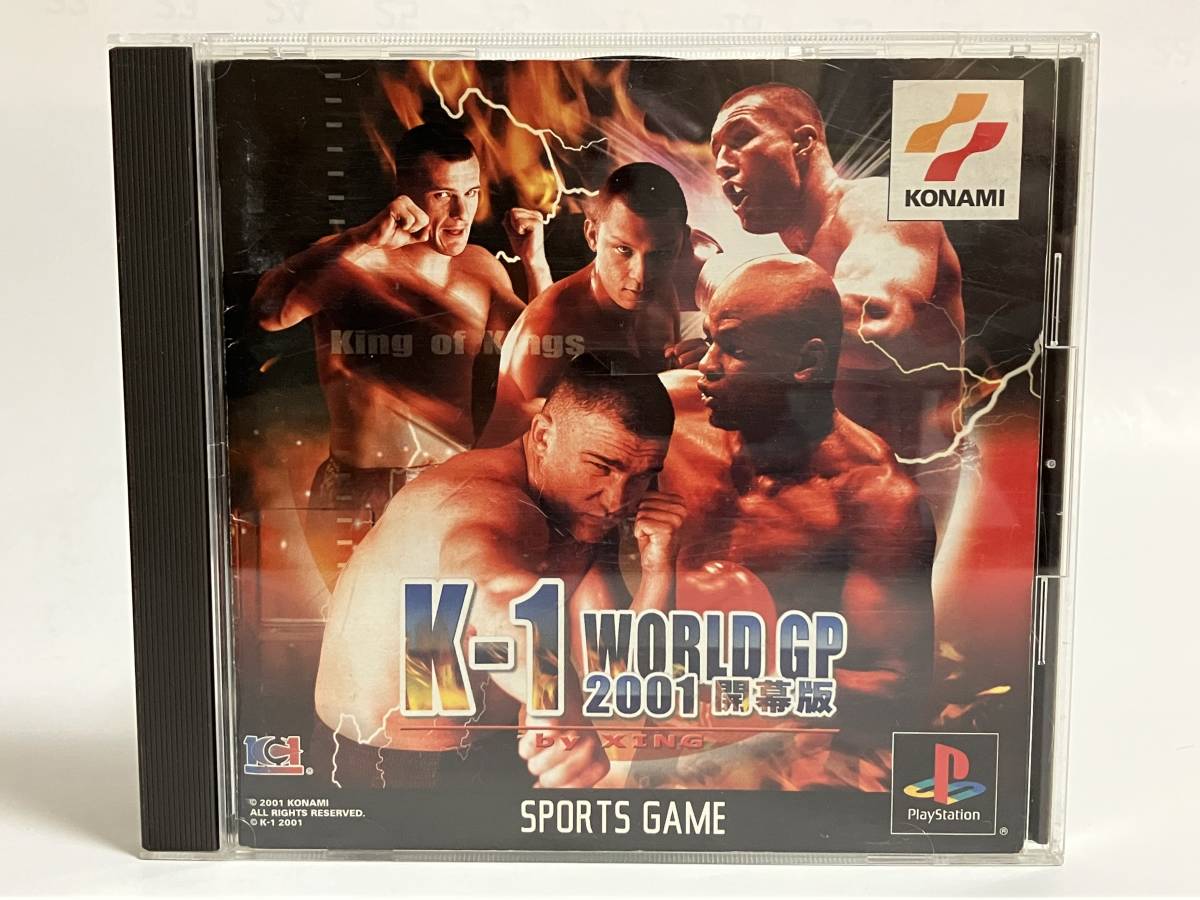 KONAMI
King of Kings
K-1 WORLD GP
2001 開幕版
by XING
K-1
®
© 2001 KONAMI
ALL RIGHTS RESERVED.
© K-1 2001
SPORTS GAME
PlayStation
®